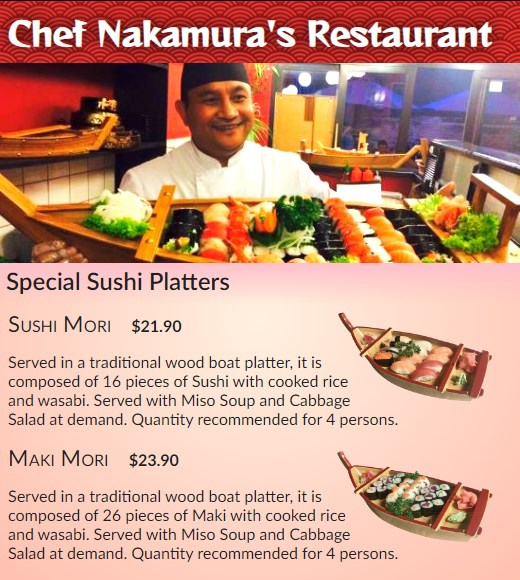 Chef Nakamura's Restaurant
Special Sushi Platters
Sushi Mori $21.90
Served in a traditional wood boat platter, it is
composed of 16 pieces of Sushi with cooked rice
and wasabi. Served with Miso Soup and Cabbage
Salad at demand. Quantity recommended for 4 persons.
Maki Mori $23.90
Served in a traditional wood boat platter, it is
composed of 26 pieces of Maki with cooked rice
and wasabi. Served with Miso Soup and Cabbage
Salad at demand. Quantity recommended for 4 persons.